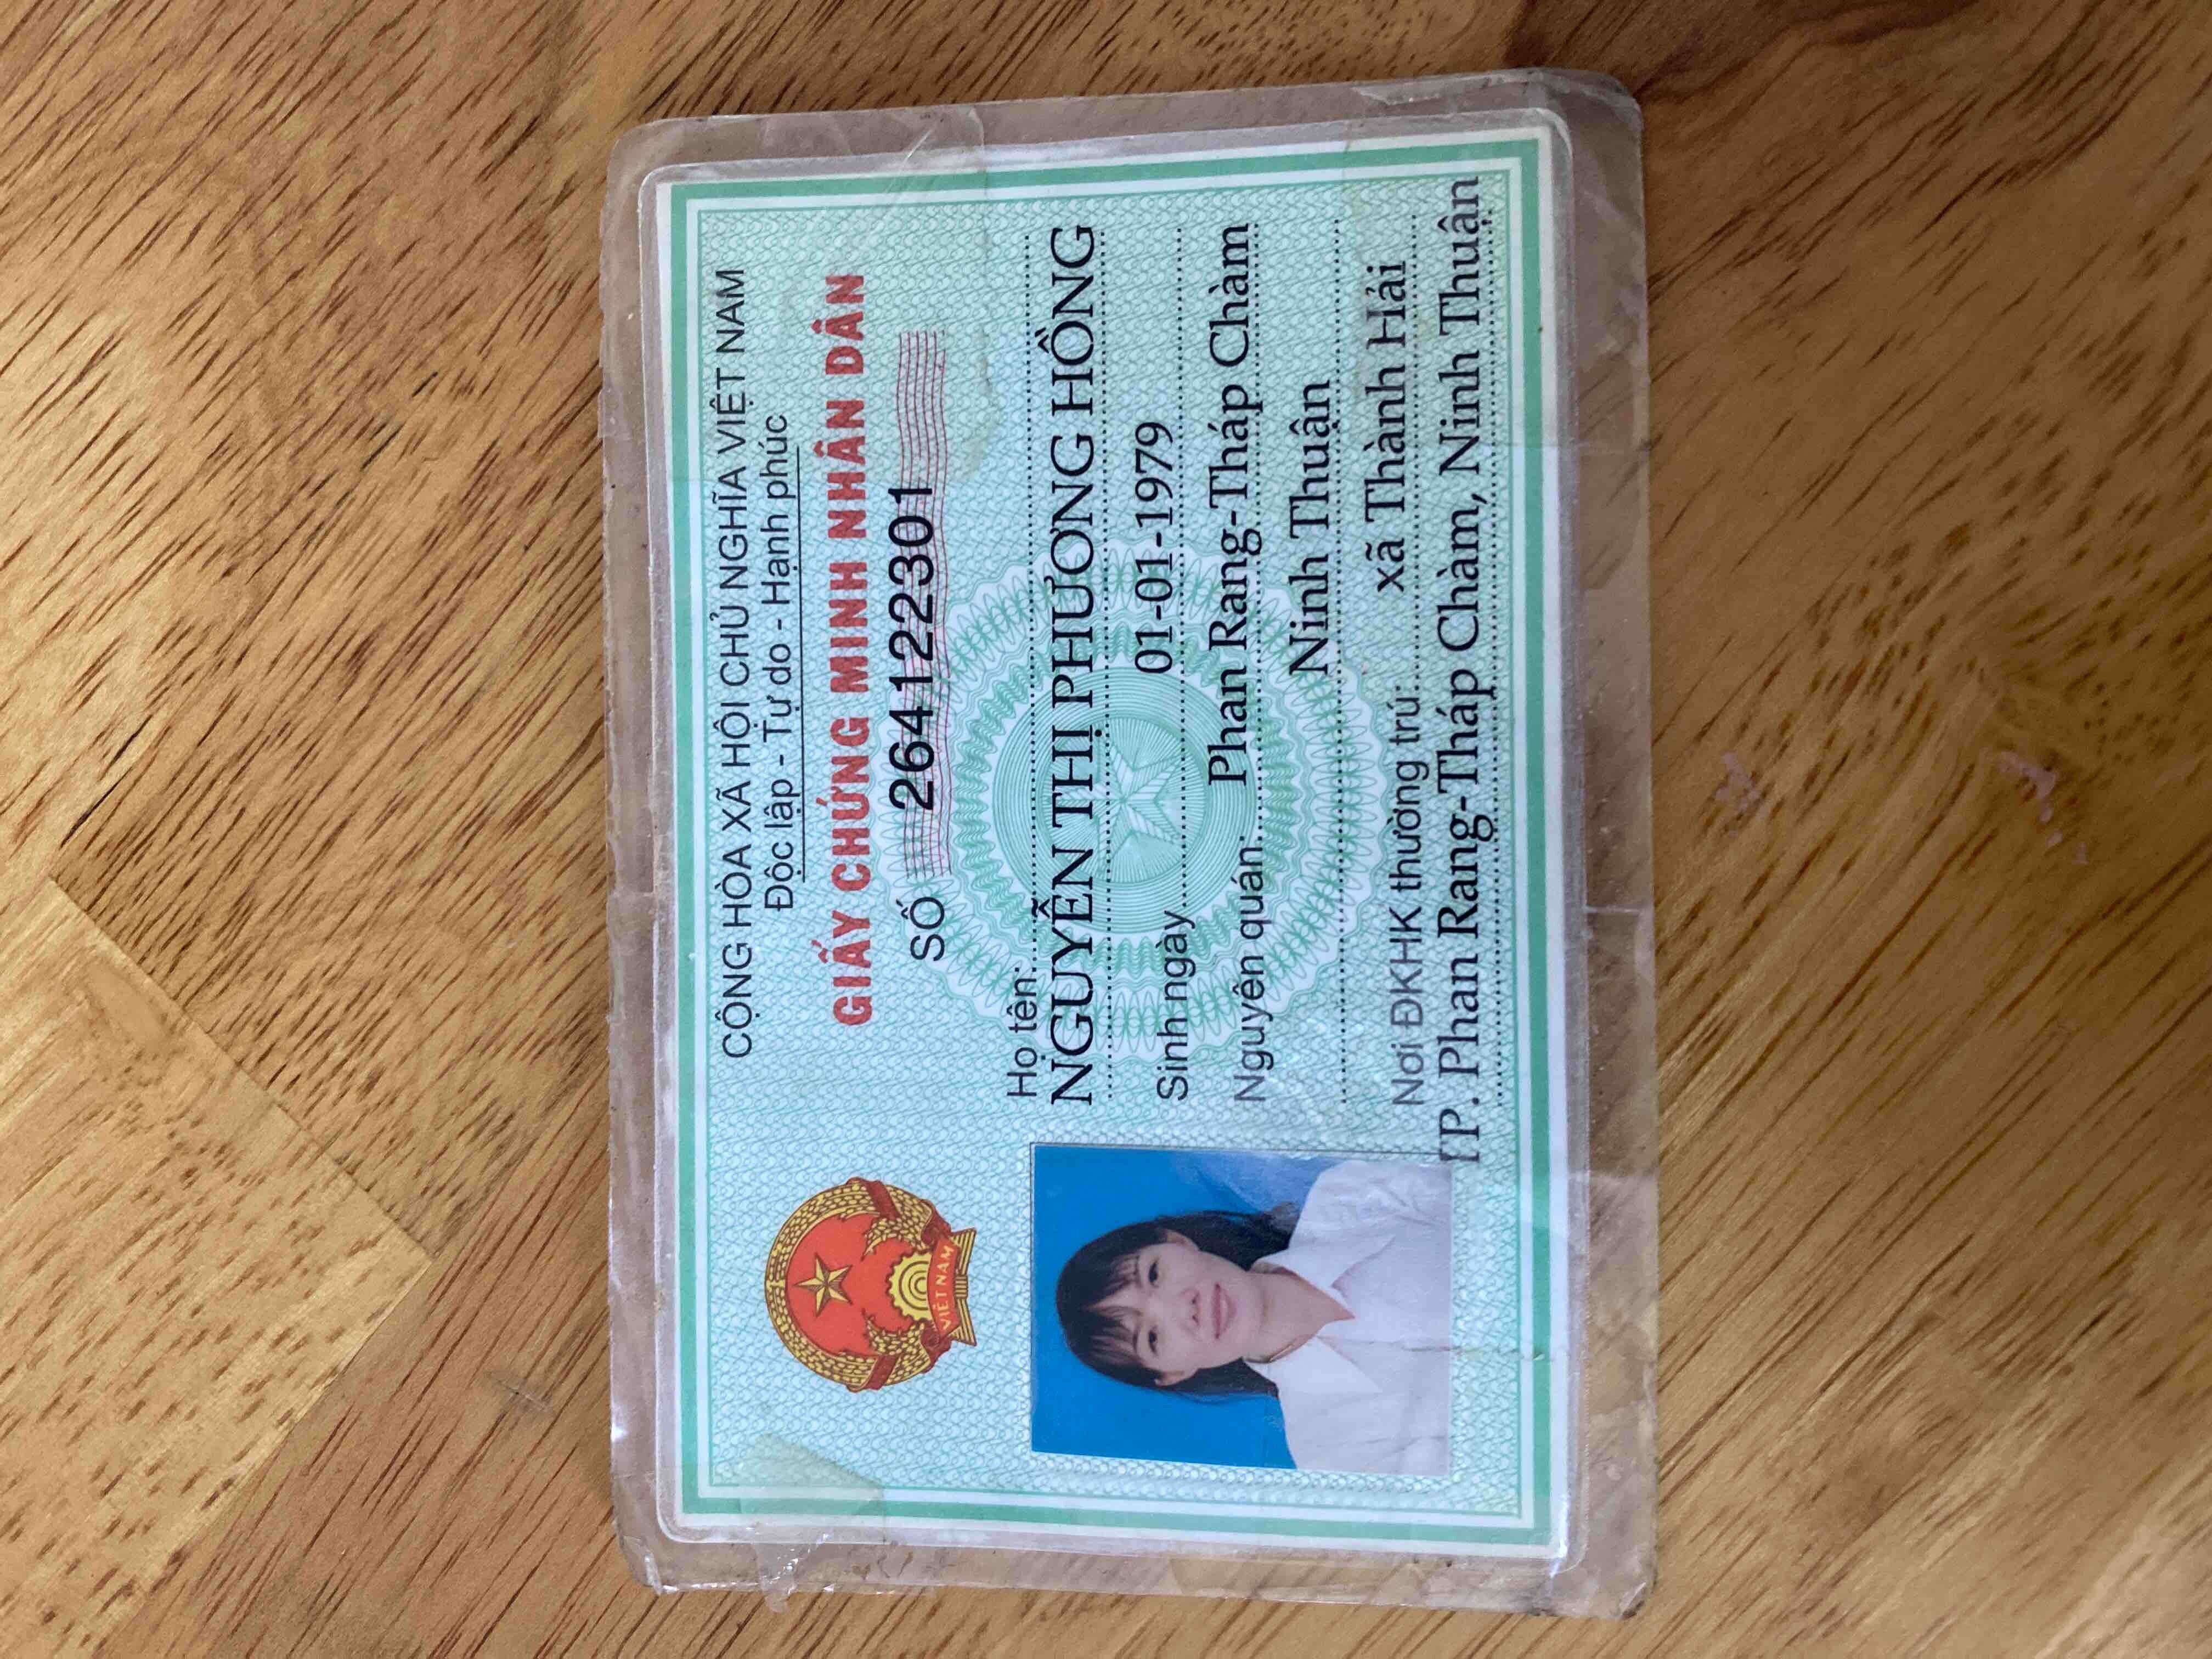 CỘNG HÒA XÃ HỘI CHỦ NGHĨA VIỆT NAM
Độc lập - Tự do - Hạnh phúc
GIẤY CHỨNG MINH NHÂN DÂN
SỐ 264122301
VIỆT NAM
Họ tên:
NGUYỄN THỊ PHƯƠNG HỒNG
Sinh ngày 01-01-1979
Nguyên quán: Phan Rang-Tháp Chàm
Ninh Thuận
Nơi ĐKHK thường trú: xã Thành Hải
TP. Phan Rang-Tháp Chàm, Ninh Thuận